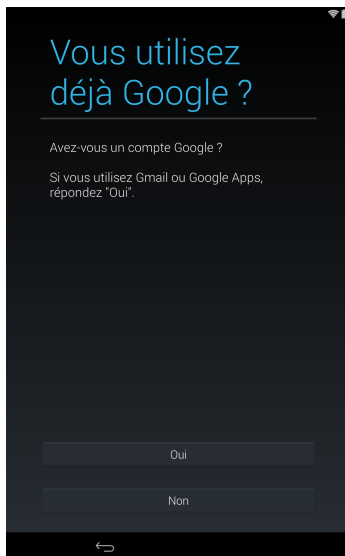 Vous utilisez
déjà Google ?
Avez-vous un compte Google ?
Si vous utilisez Gmail ou Google Apps,
répondez "Oui".
Oui
Non